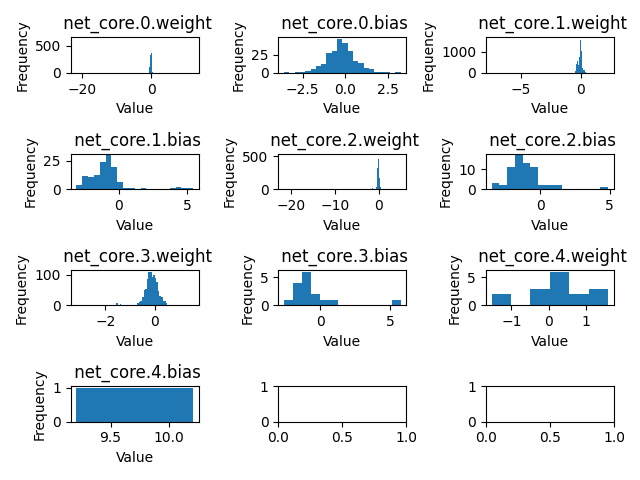 net_core.0.weight
Frequency
500
0
−20
0
Value
net_core.0.bias
Frequency
25
0
−2.5
0.0
2.5
Value
net_core.1.weight
Frequency
1000
0
−5
0
Value
net_core.1.bias
Frequency
25
0
0
5
Value
net_core.2.weight
Frequency
500
0
−20
−10
0
Value
net_core.2.bias
Frequency
10
0
0
5
Value
net_core.3.weight
Frequency
100
0
−2
0
Value
net_core.3.bias
Frequency
5
0
0
5
Value
net_core.4.weight
Frequency
5
0
−1
0
1
Value
net_core.4.bias
Frequency
1
0
9.5
10.0
Value
1
0
0.0
0.5
1.0
1
0
0.0
0.5
1.0